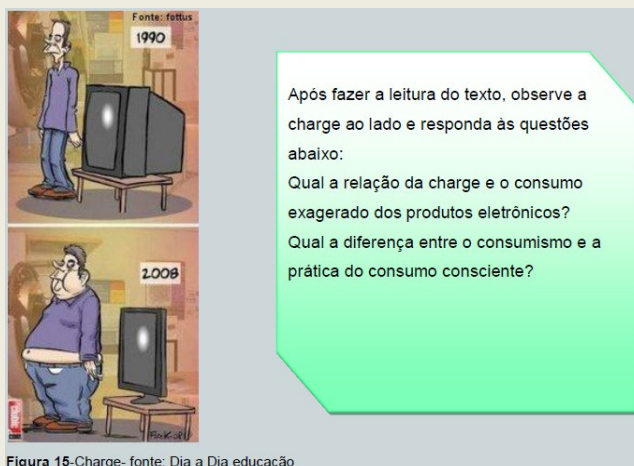 Fonte: fottus
1990
2008
Após fazer a leitura do texto, observe a
charge ao lado e responda às questões
abaixo:
Qual a relação da charge e o consumo
exagerado dos produtos eletrônicos?
Qual a diferença entre o consumismo e a
prática do consumo consciente?
Figura 15-Charge- fonte: Dia a Dia educação